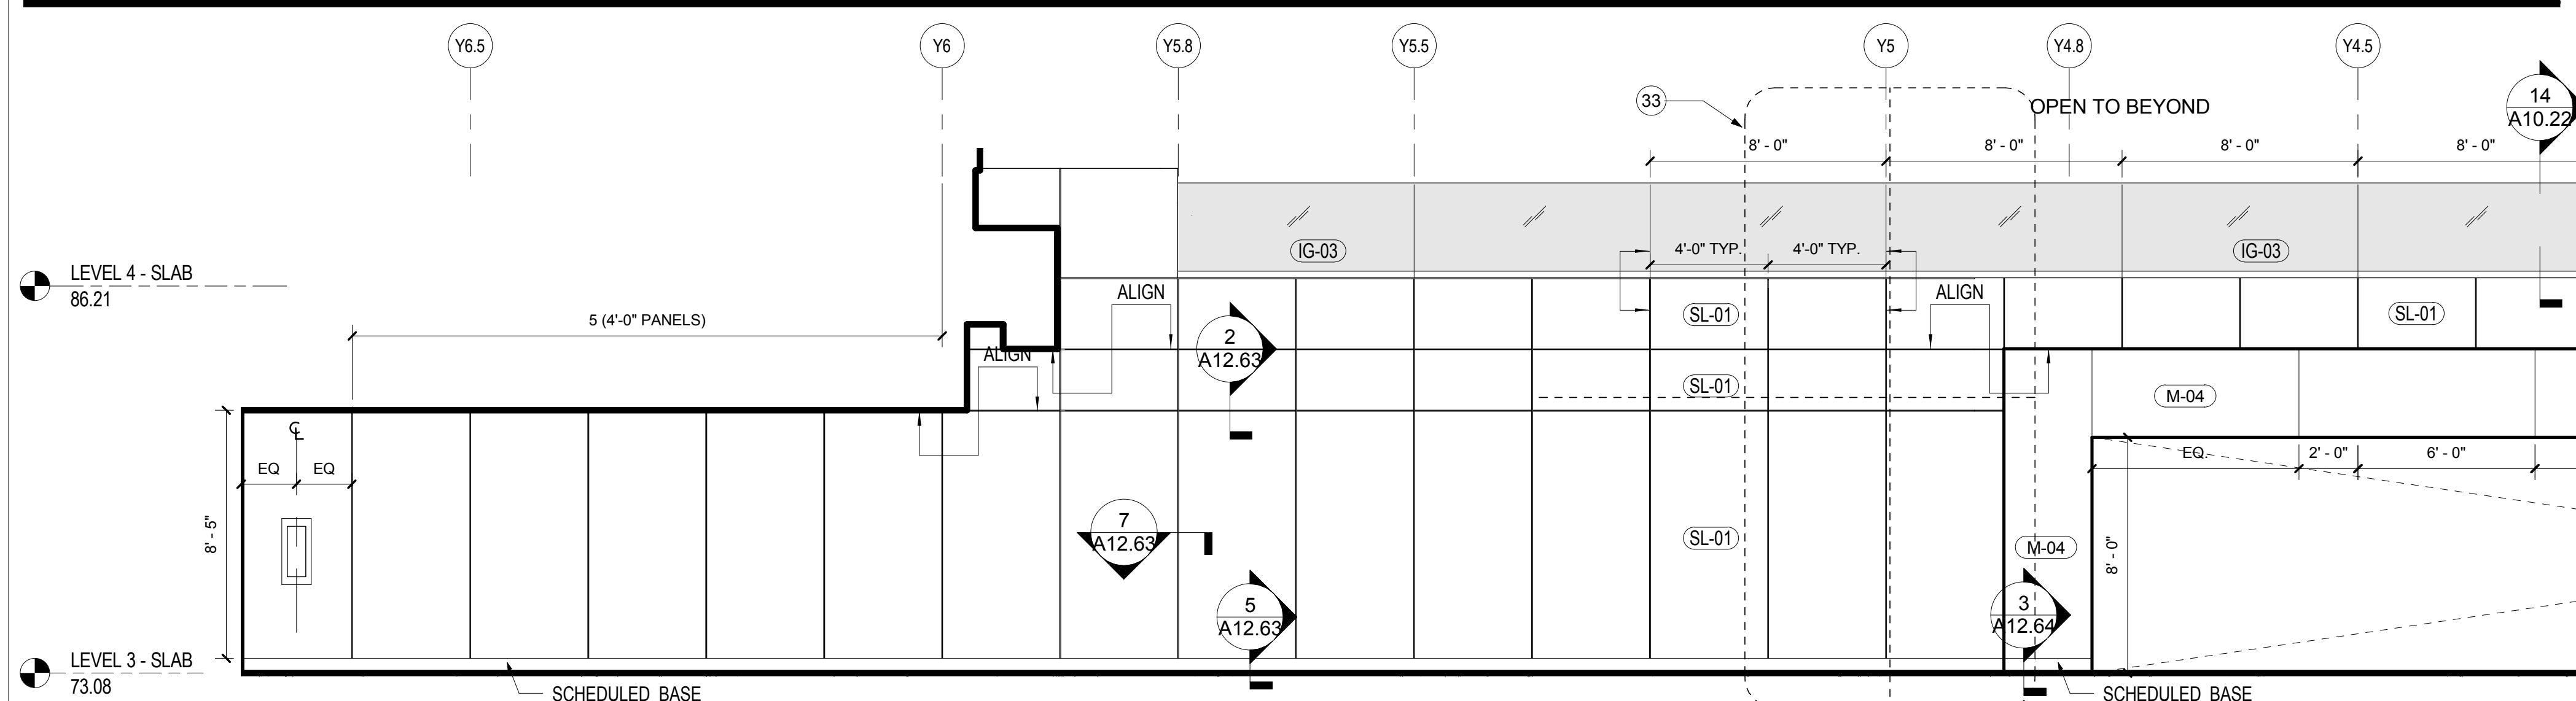 Y6.5
Y6
Y5.8
Y5.5
Y5
Y4.8
Y4.5
33
OPEN TO BEYOND
14
A10.22
8' - 0"
8' - 0"
8' - 0"
8' - 0"
IG-03
4'-0" TYP.
4'-0" TYP.
IG-03
LEVEL 4 - SLAB
86.21
ALIGN
ALIGN
SL-01
SL-01
5 (4'-0" PANELS)
2
A12.63
ALIGN
SL-01
M-04
EQ
EQ
EQ.
2' - 0"
6' - 0"
8' - 5"
7
A12.63
SL-01
M-04
8' - 0"
5
A12.63
3
A12.64
LEVEL 3 - SLAB
73.08
SCHEDULED BASE
SCHEDULED BASE